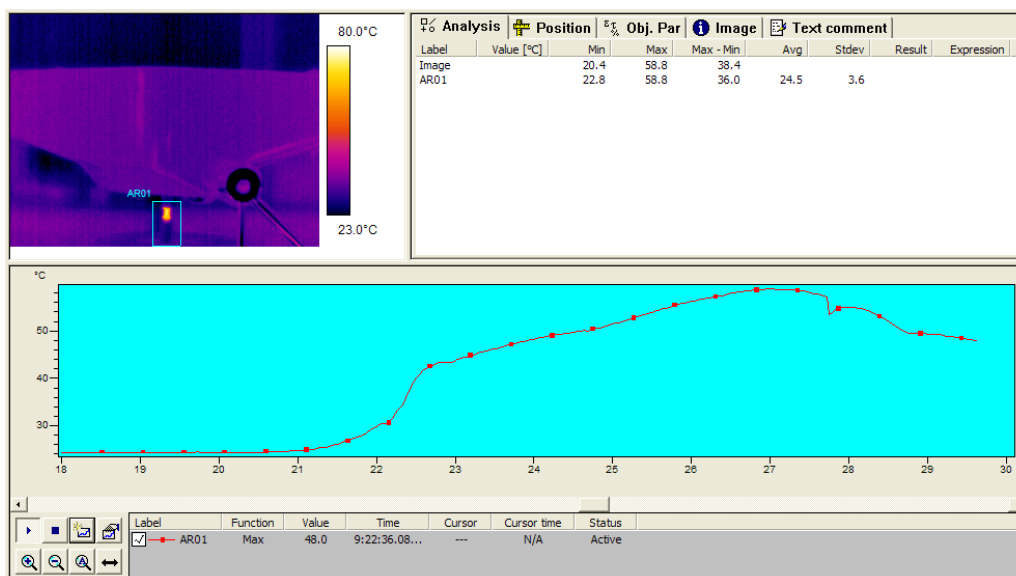 80.0°C
AR01
23.0°C
Analysis Position Obj. Par Image Text comment
Label Value [°C] Min Max Max - Min Avg Stdev Result Expression
Image 20.4 58.8 38.4
AR01 22.8 58.8 36.0 24.5 3.6
°C
50
40
30
18 19 20 21 22 23 24 25 26 27 28 29 30
Label Function Value Time Cursor Cursor time Status
AR01 Max 48.0 9:22:36.08... --- N/A Active